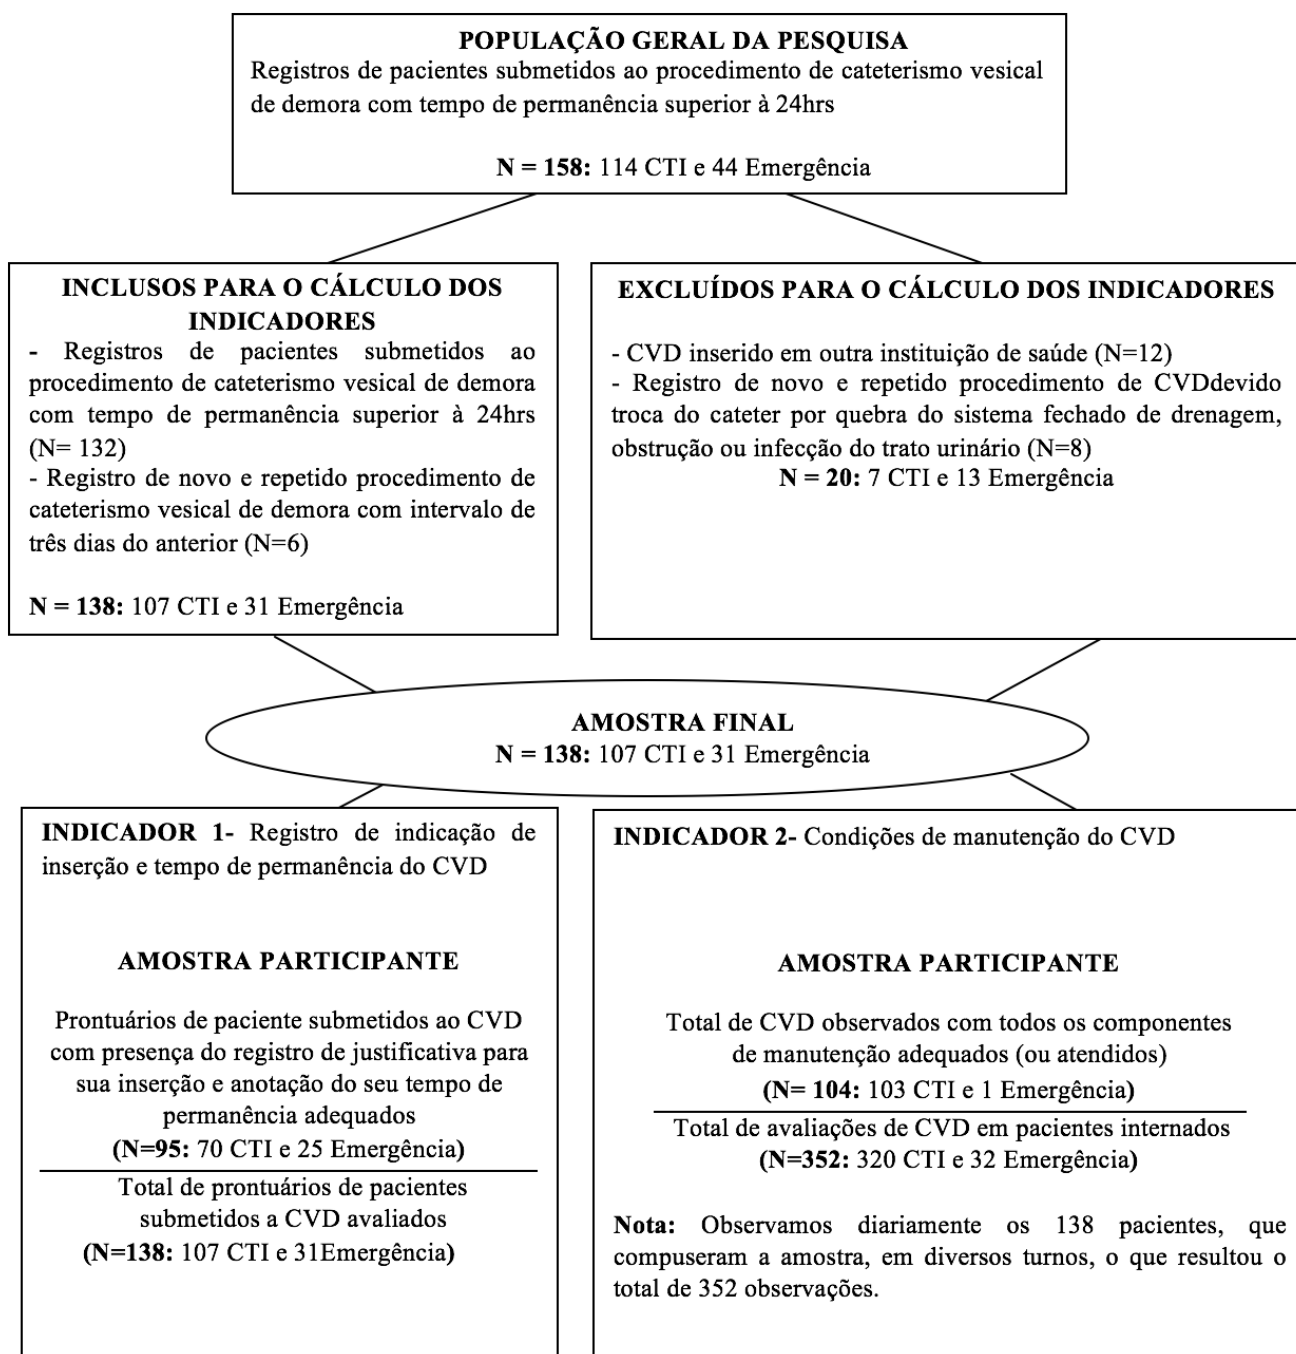 POPULAÇÃO GERAL DA PESQUISA
Registros de pacientes submetidos ao procedimento de cateterismo vesical
de demora com tempo de permanência superior à 24hrs
N = 158: 114 CTI e 44 Emergência
INCLUSOS PARA O CÁLCULO DOS
INDICADORES
- Registros de pacientes submetidos ao
procedimento de cateterismo vesical de demora
com tempo de permanência superior à 24hrs
(N= 132)
- Registro de novo e repetido procedimento de
cateterismo vesical de demora com intervalo de
três dias do anterior (N=6)
N = 138: 107 CTI e 31 Emergência
EXCLUÍDOS PARA O CÁLCULO DOS INDICADORES
- CVD inserido em outra instituição de saúde (N=12)
- Registro de novo e repetido procedimento de CVDdevido
troca do cateter por quebra do sistema fechado de drenagem,
obstrução ou infecção do trato urinário (N=8)
N = 20: 7 CTI e 13 Emergência
AMOSTRA FINAL
N = 138: 107 CTI e 31 Emergência
INDICADOR 1- Registro de indicação de
inserção e tempo de permanência do CVD
AMOSTRA PARTICIPANTE
Prontuários de paciente submetidos ao CVD
com presença do registro de justificativa para
sua inserção e anotação do seu tempo de
permanência adequados
(N=95: 70 CTI e 25 Emergência)
Total de prontuários de pacientes
submetidos a CVD avaliados
(N=138: 107 CTI e 31Emergência)
INDICADOR 2- Condições de manutenção do CVD
AMOSTRA PARTICIPANTE
Total de CVD observados com todos os componentes
de manutenção adequados (ou atendidos)
(N= 104: 103 CTI e 1 Emergência)
Total de avaliações de CVD em pacientes internados
(N=352: 320 CTI e 32 Emergência)
Nota: Observamos diariamente os 138 pacientes, que
compuseram a amostra, em diversos turnos, o que resultou o
total de 352 observações.